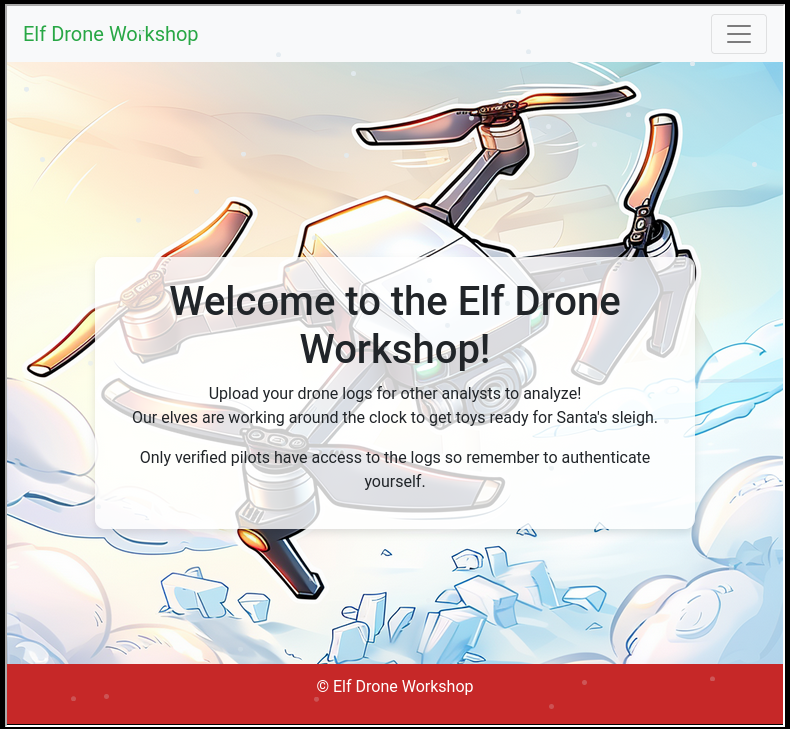 Elf Drone Workshop
Welcome to the Elf Drone
Workshop!
Upload your drone logs for other analysts to analyze!
Our elves are working around the clock to get toys ready for Santa's sleigh.
Only verified pilots have access to the logs so remember to authenticate
yourself.
© Elf Drone Workshop